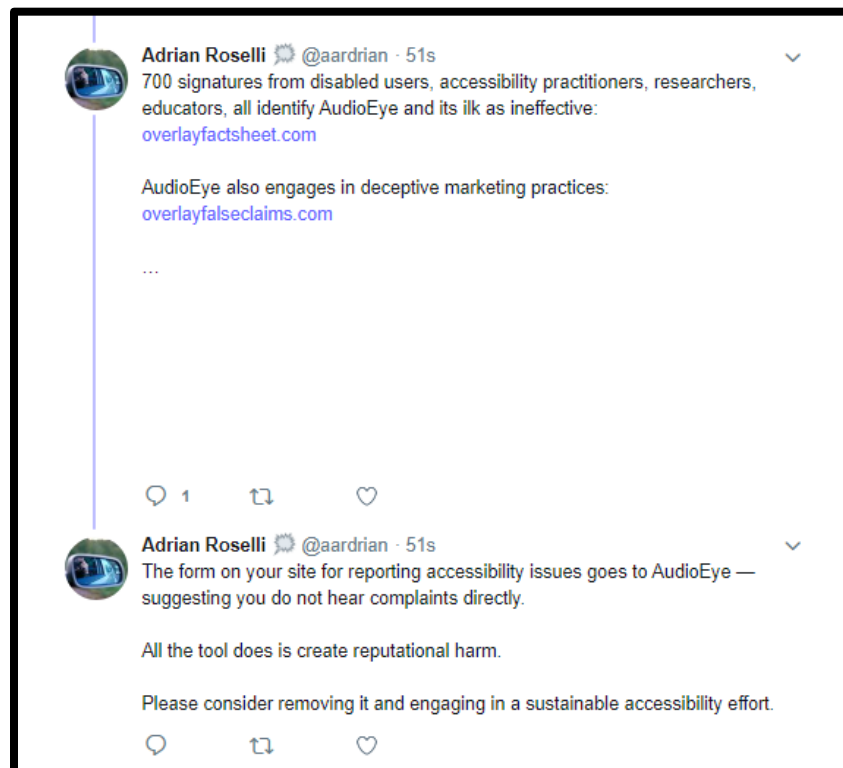 Adrian Roselli 🗯 @aardrian · 51s
700 signatures from disabled users, accessibility practitioners, researchers,
educators, all identify AudioEye and its ilk as ineffective:
overlayfactsheet.com
AudioEye also engages in deceptive marketing practices:
overlayfalseclaims.com
…
1
Adrian Roselli 🗯 @aardrian · 51s
The form on your site for reporting accessibility issues goes to AudioEye —
suggesting you do not hear complaints directly.
All the tool does is create reputational harm.
Please consider removing it and engaging in a sustainable accessibility effort.